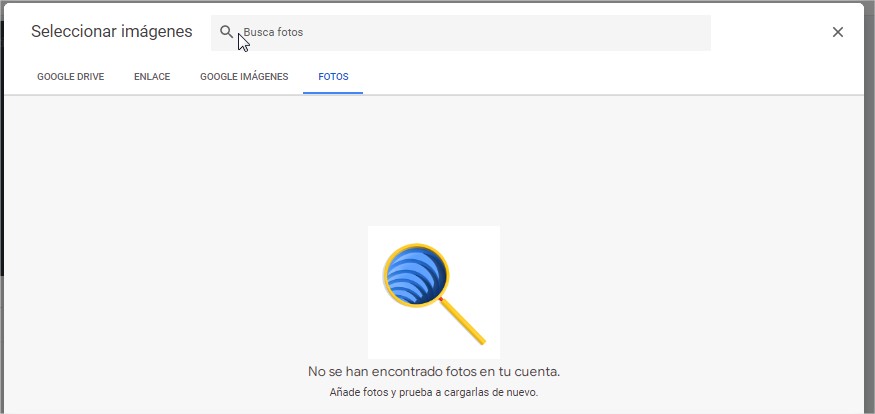 Seleccionar imágenes
Busca fotos
GOOGLE DRIVE ENLACE GOOGLE IMÁGENES FOTOS
No se han encontrado fotos en tu cuenta.
Añade fotos y prueba a cargarlas de nuevo.